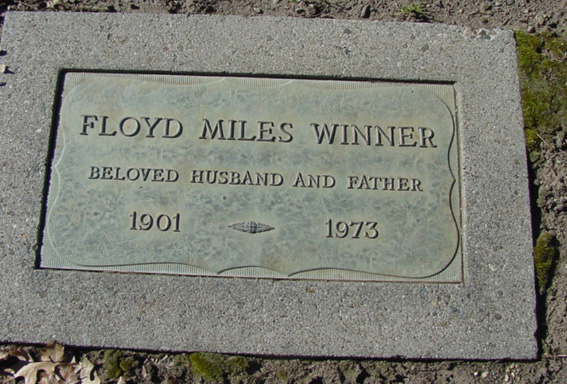 FLOYD MILES WINNER
BELOVED HUSBAND AND FATHER
1901 1973